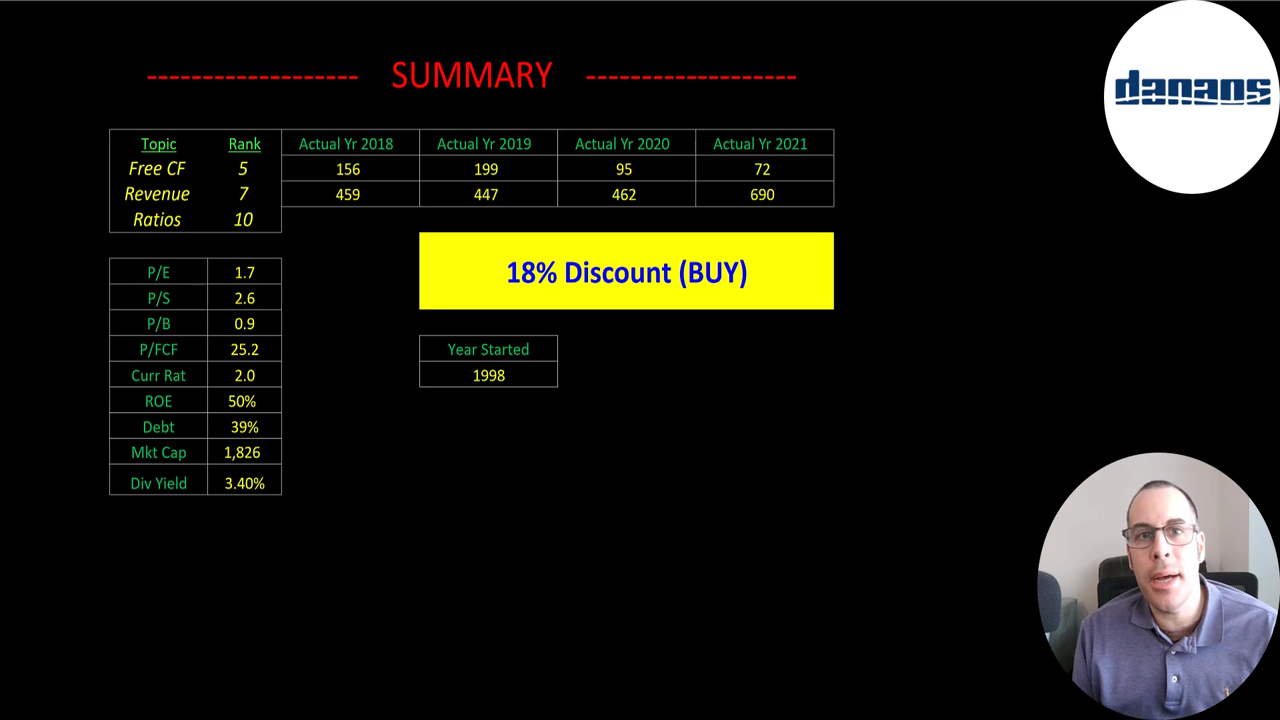 ------------------- SUMMARY -------------------
danaos
Topic Rank Actual Yr 2018 Actual Yr 2019 Actual Yr 2020 Actual Yr 2021
Free CF 5 156 199 95 72
Revenue 7 459 447 462 690
Ratios 10
18% Discount (BUY)
P/E 1.7
P/S 2.6
P/B 0.9
P/FCF 25.2
Curr Rat 2.0
ROE 50%
Debt 39%
Mkt Cap 1,826
Div Yield 3.40%
Year Started
1998